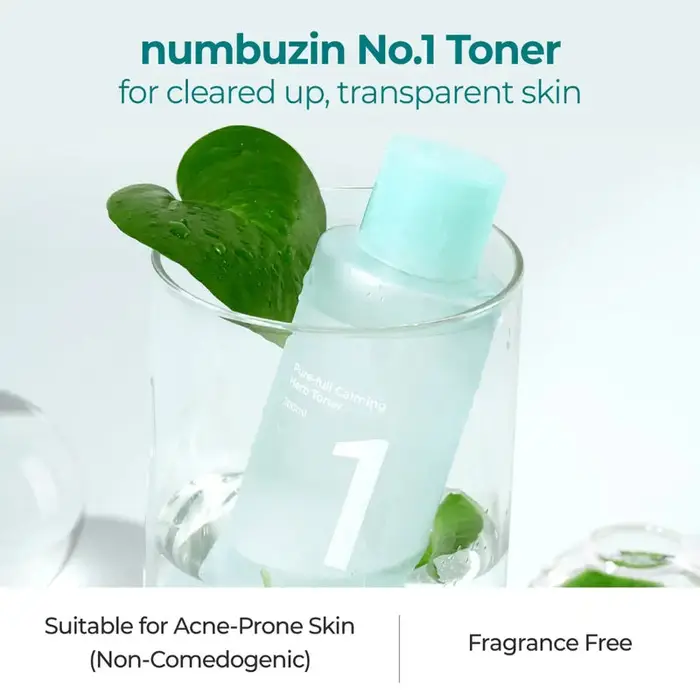 numbuzin No.1 Toner
for cleared up, transparent skin
Pure-full Calming
Herb Toner
300ml
1
Suitable for Acne-Prone Skin
(Non-Comedogenic)
Fragrance Free